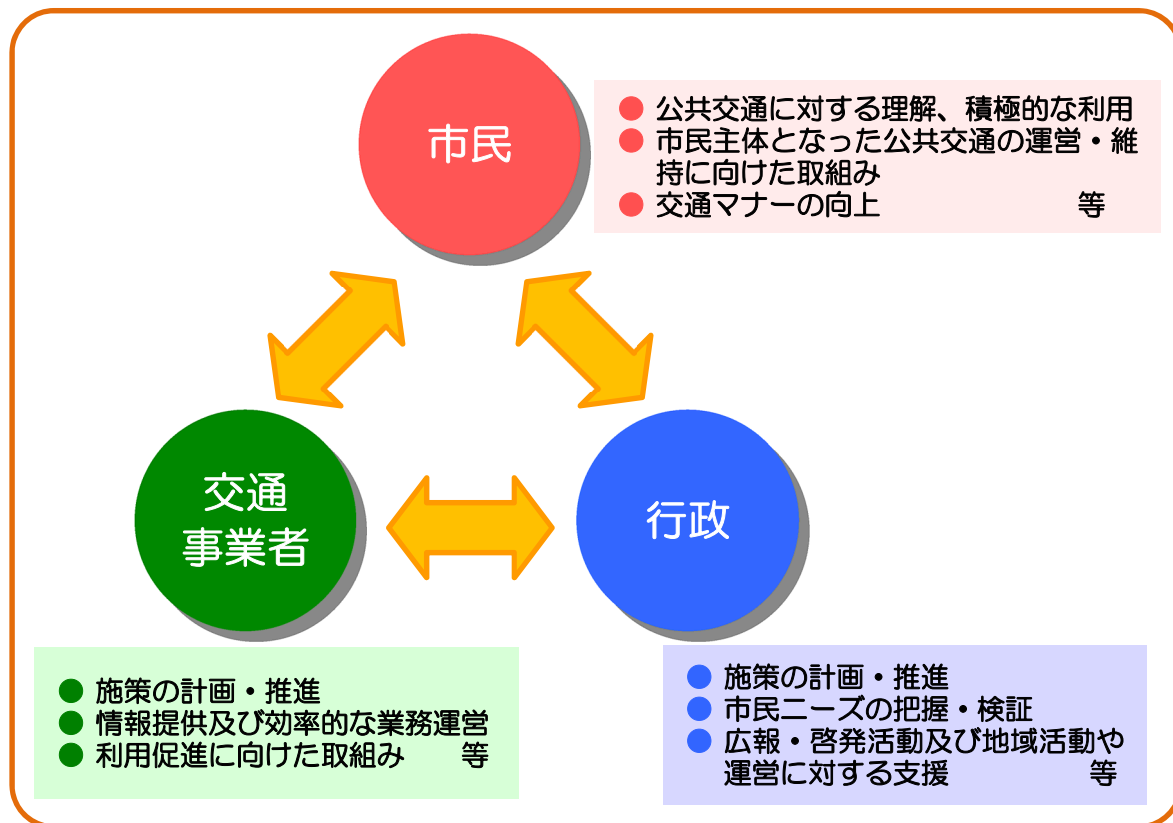 市民
● 公共交通に対する理解、積極的な利用
● 市民主体となった公共交通の運営・維
持に向けた取組み
● 交通マナーの向上 等
交通
事業者
行政
● 施策の計画・推進
● 情報提供及び効率的な業務運営
● 利用促進に向けた取組み 等
● 施策の計画・推進
● 市民ニーズの把握・検証
● 広報・啓発活動及び地域活動や
運営に対する支援 等